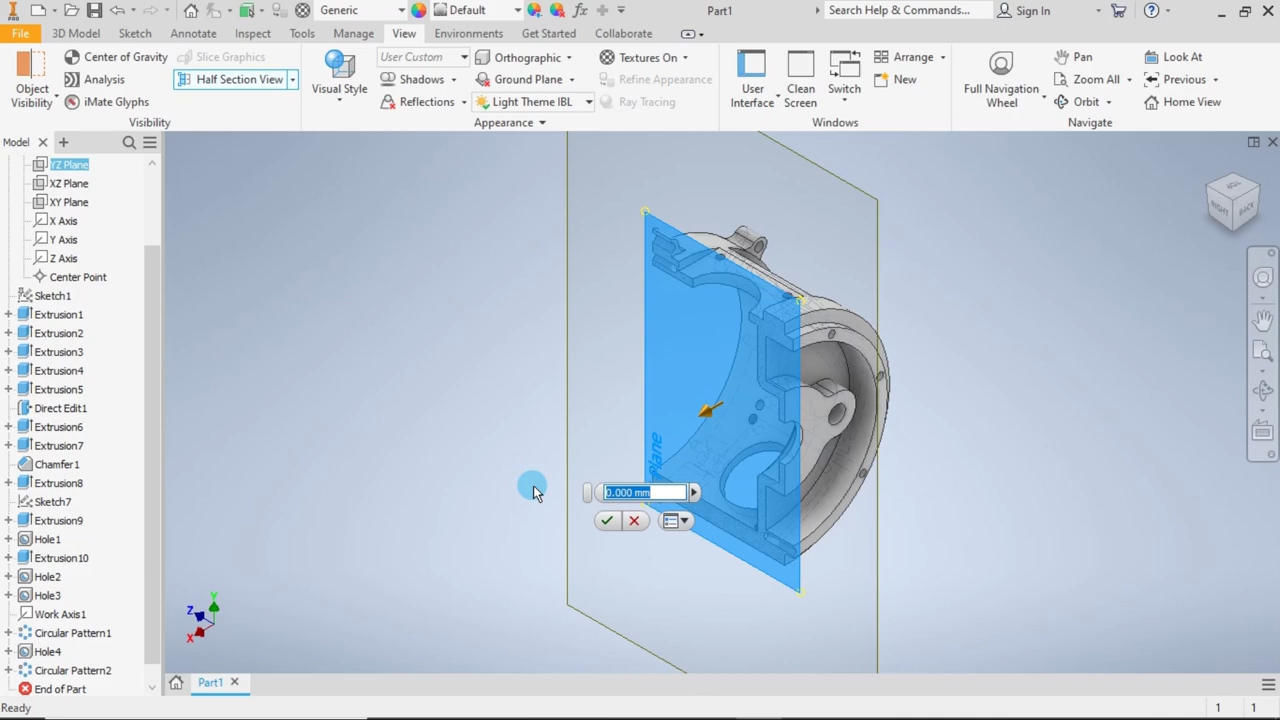 PRO
Generic
Default
fx
Part1
Search Help & Commands...
Sign In
File
3D Model
Sketch
Annotate
Inspect
Tools
Manage
View
Environments
Get Started
Collaborate
Object
Visibility
Center of Gravity
Analysis
iMate Glyphs
Slice Graphics
Half Section View
Visibility
Visual Style
User Custom
Shadows
Reflections
Orthographic
Ground Plane
Light Theme IBL
Textures On
Refine Appearance
Ray Tracing
Appearance
User
Interface
Clean
Screen
Switch
Arrange
New
Windows
Full Navigation
Wheel
Pan
Zoom All
Orbit
Look At
Previous
Home View
Navigate
Model
YZ Plane
XZ Plane
XY Plane
X Axis
Y Axis
Z Axis
Center Point
Sketch1
Extrusion1
Extrusion2
Extrusion3
Extrusion4
Extrusion5
Direct Edit1
Extrusion6
Extrusion7
Chamfer1
Extrusion8
Sketch7
Extrusion9
Hole1
Extrusion10
Hole2
Hole3
Work Axis1
Circular Pattern1
Hole4
Circular Pattern2
End of Part
Plane
0.000 mm
RIGHT
BACK
Y
Z
X
Part1
Ready
1
1